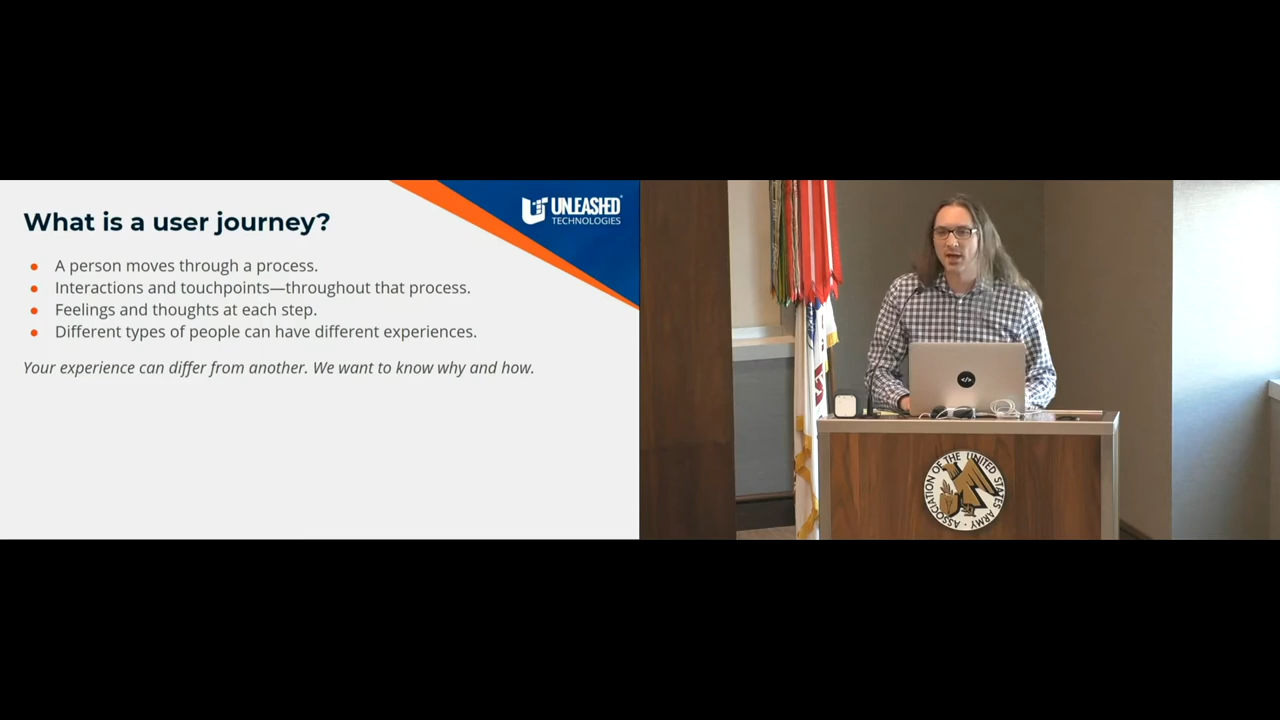 What is a user journey?
UNLEASHED
TECHNOLOGIES
A person moves through a process.
Interactions and touchpoints—throughout that process.
Feelings and thoughts at each step.
Different types of people can have different experiences.
Your experience can differ from another. We want to know why and how.
</>
ASSOCIATION OF THE UNITED STATES ARMY